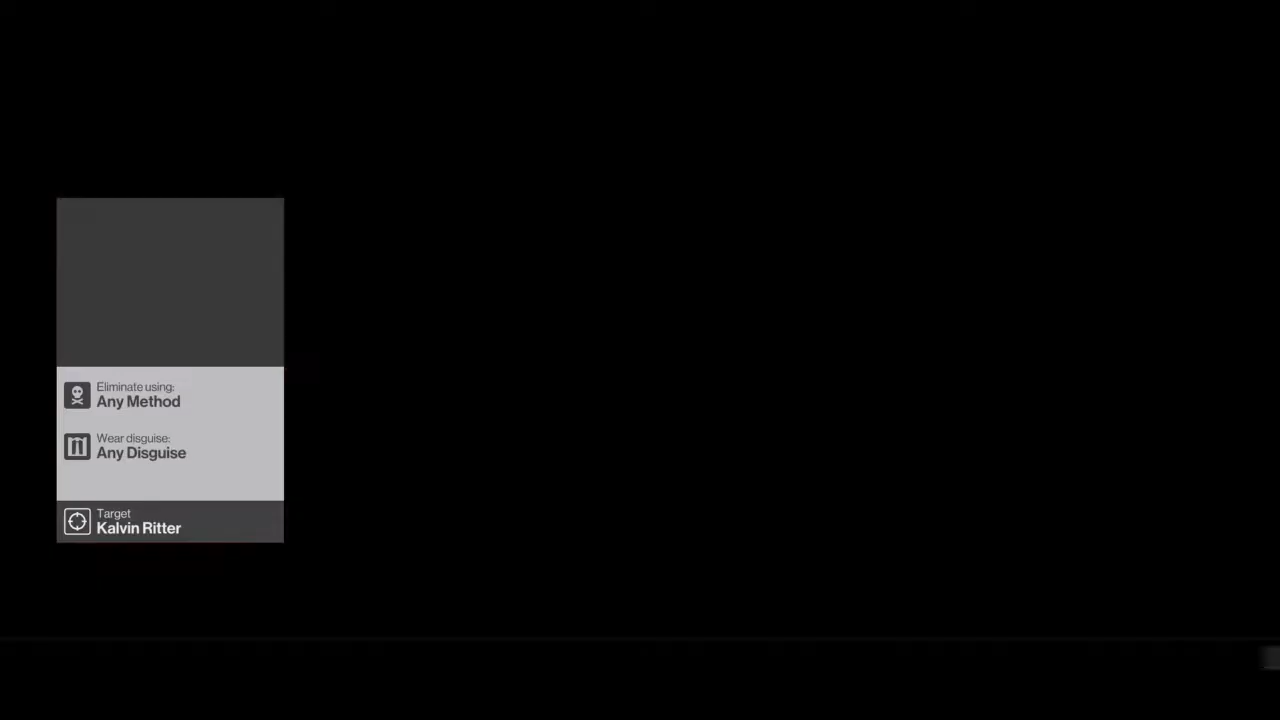 Eliminate using:
Any Method
Wear disguise:
Any Disguise
Target
Kalvin Ritter